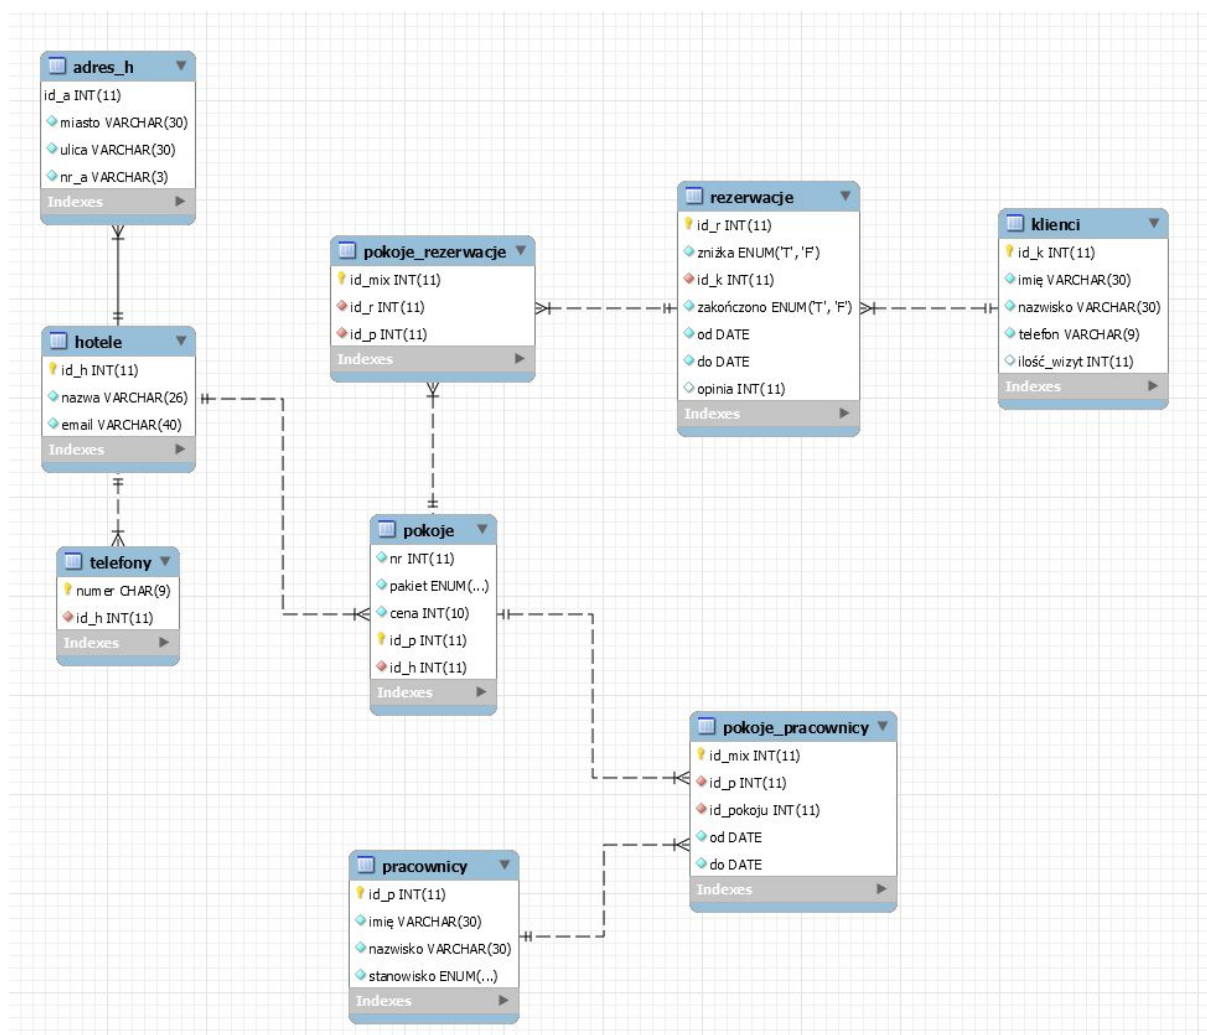 adres_h
id_a INT(11)
miasto VARCHAR(30)
ulica VARCHAR(30)
nr_a VARCHAR(3)
Indexes
hotele
id_h INT(11)
nazwa VARCHAR(26)
email VARCHAR(40)
Indexes
telefony
numer CHAR(9)
id_h INT(11)
Indexes
pokoje_rezerwacje
id_mix INT(11)
id_r INT(11)
id_p INT(11)
Indexes
pokoje
nr INT(11)
pakiet ENUM(...)
cena INT(10)
id_p INT(11)
id_h INT(11)
Indexes
rezerwacje
id_r INT(11)
zniżka ENUM('T', 'F')
id_k INT(11)
zakończono ENUM('T', 'F')
od DATE
do DATE
opinia INT(11)
Indexes
klienci
id_k INT(11)
imię VARCHAR(30)
nazwisko VARCHAR(30)
telefon VARCHAR(9)
ilość_wizyt INT(11)
Indexes
pokoje_pracownicy
id_mix INT(11)
id_p INT(11)
id_pokoju INT(11)
od DATE
do DATE
Indexes
pracownicy
id_p INT(11)
imię VARCHAR(30)
nazwisko VARCHAR(30)
stanowisko ENUM(...)
Indexes